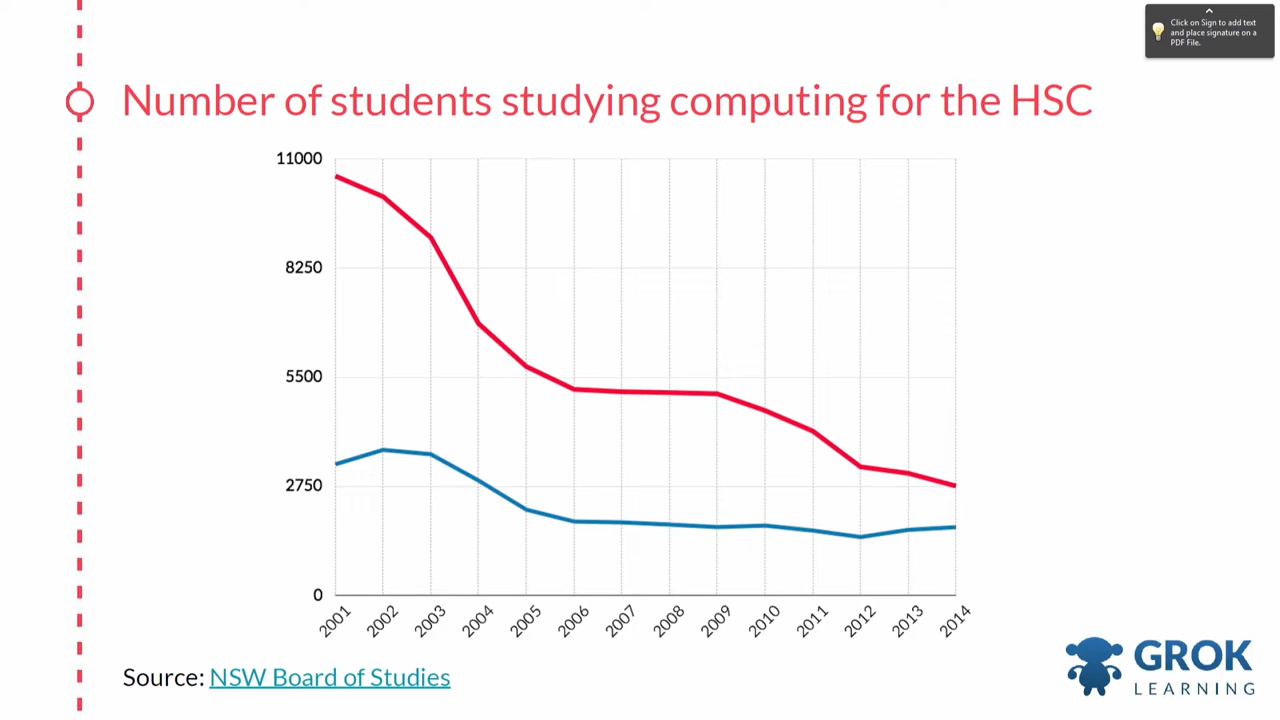 Click on Sign to add text
and place signature on a
PDF File.
Number of students studying computing for the HSC
11000
8250
5500
2750
0
2001 2002 2003 2004 2005 2006 2007 2008 2009 2010 2011 2012 2013 2014
Source: NSW Board of Studies
GROK
LEARNING